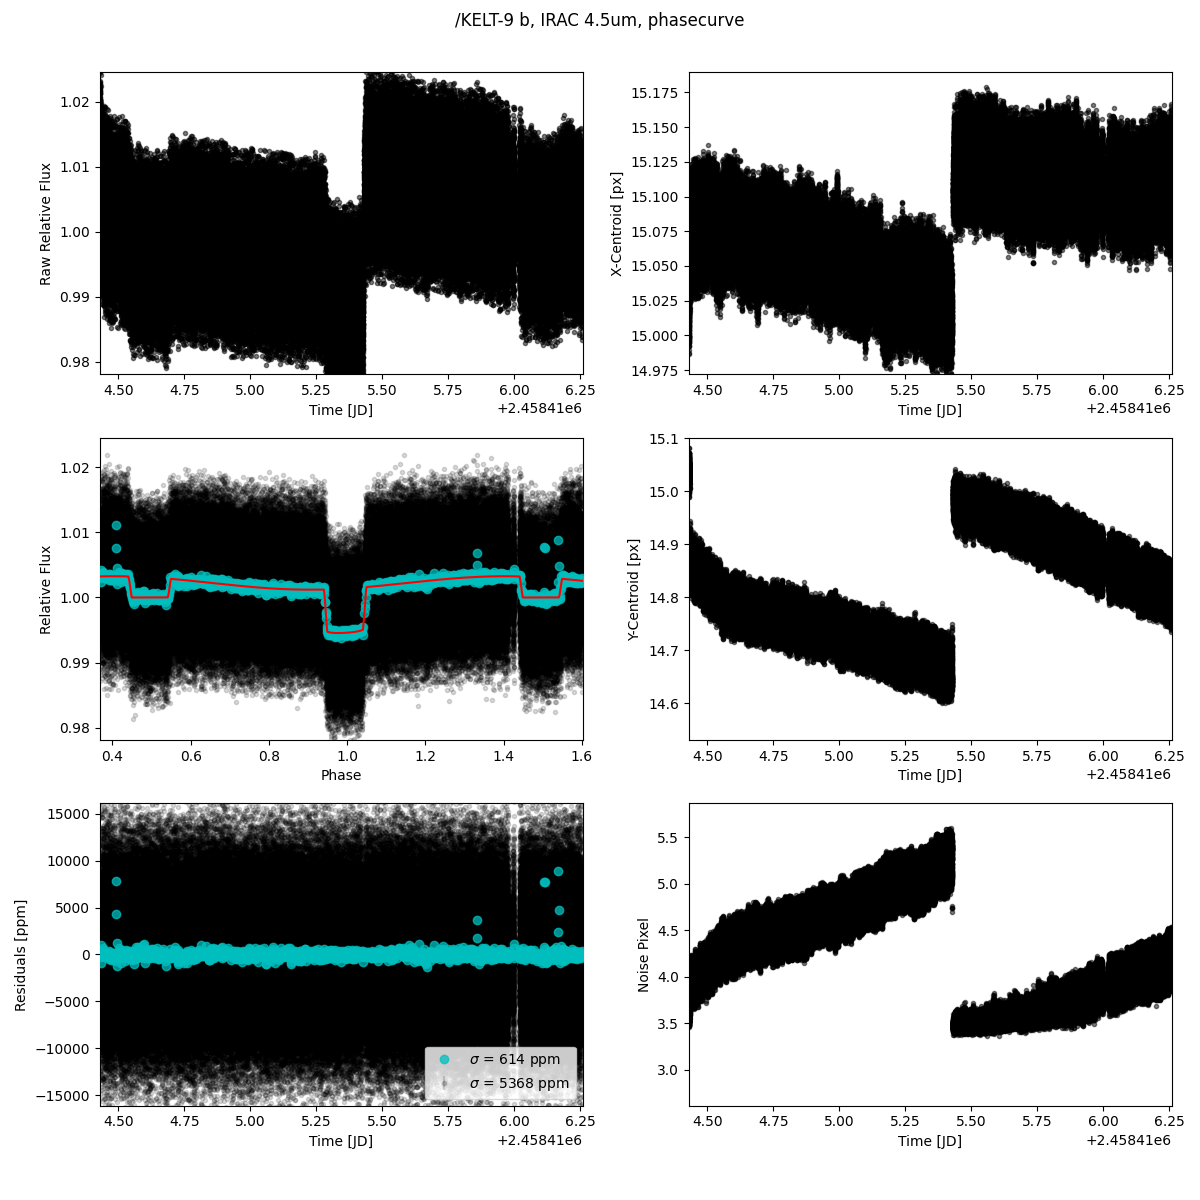 /KELT-9 b, IRAC 4.5um, phasecurve
1.02
1.01
1.00
0.99
0.98
Raw Relative Flux
4.50 4.75 5.00 5.25 5.50 5.75 6.00 6.25
Time [JD]
+2.45841e6
15.175
15.150
15.125
15.100
15.075
15.050
15.025
15.000
14.975
X-Centroid [px]
4.50 4.75 5.00 5.25 5.50 5.75 6.00 6.25
Time [JD]
+2.45841e6
1.02
1.01
1.00
0.99
0.98
Relative Flux
0.4 0.6 0.8 1.0 1.2 1.4 1.6
Phase
15.1
15.0
14.9
14.8
14.7
14.6
Y-Centroid [px]
4.50 4.75 5.00 5.25 5.50 5.75 6.00 6.25
Time [JD]
+2.45841e6
15000
10000
5000
0
−5000
−10000
−15000
Residuals [ppm]
σ = 614 ppm
σ = 5368 ppm
4.50 4.75 5.00 5.25 5.50 5.75 6.00 6.25
Time [JD]
+2.45841e6
5.5
5.0
4.5
4.0
3.5
3.0
Noise Pixel
4.50 4.75 5.00 5.25 5.50 5.75 6.00 6.25
Time [JD]
+2.45841e6